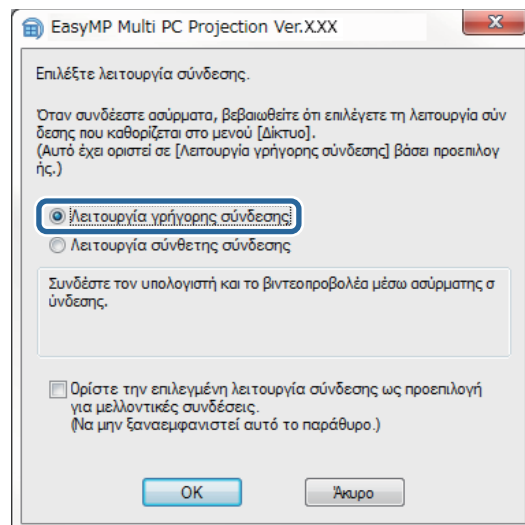 EasyMP Multi PC Projection Ver.XXX
Επιλέξτε λειτουργία σύνδεσης.
Όταν συνδέεστε ασύρματα, βεβαιωθείτε ότι επιλέγετε τη λειτουργία σύν
δεσης που καθορίζεται στο μενού [Δίκτυο].
(Αυτό έχει οριστεί σε [Λειτουργία γρήγορης σύνδεσης] βάσει προεπιλογ
ής.)
Λειτουργία γρήγορης σύνδεσης
Λειτουργία σύνθετης σύνδεσης
Συνδέστε τον υπολογιστή και το βιντεοπροβολέα μέσω ασύρματης σ
ύνδεσης.
Ορίστε την επιλεγμένη λειτουργία σύνδεσης ως προεπιλογή
για μελλοντικές συνδέσεις.
(Να μην ξαναεμφανιστεί αυτό το παράθυρο.)
OK
Άκυρο